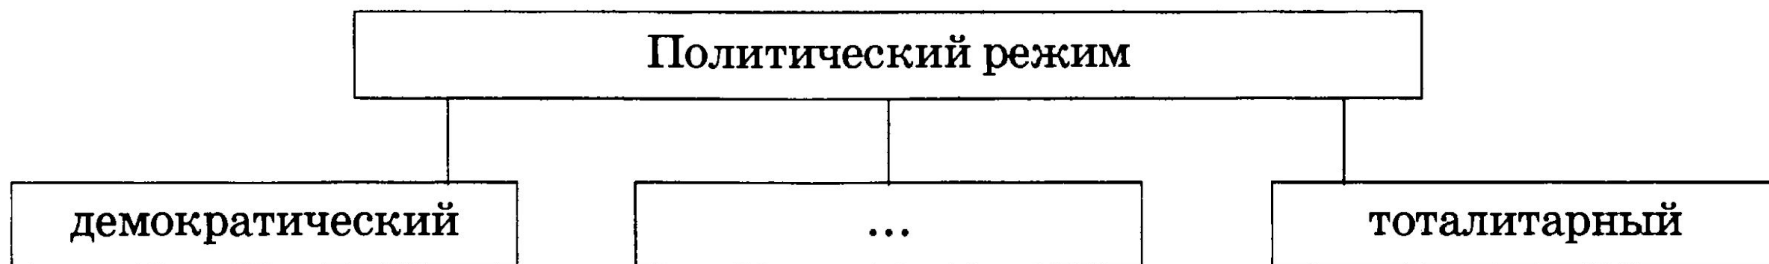 Политический режим
демократический
...
тоталитарный